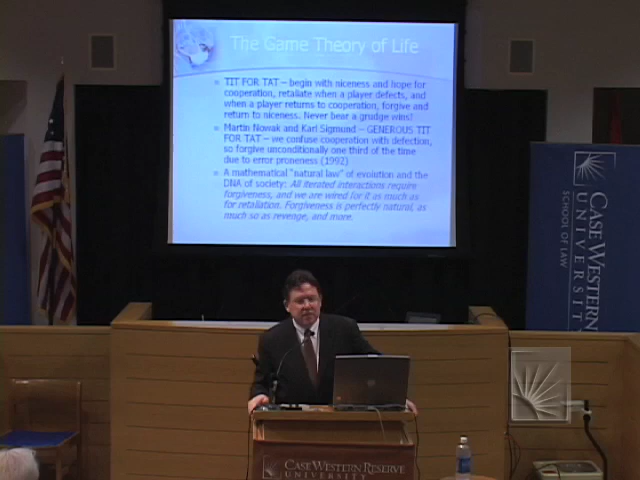 The Game Theory of Life
TIT FOR TAT – begin with niceness and hope for
cooperation, retaliate when a player defects, and
when a player returns to cooperation, forgive and
return to niceness. Never bear a grudge wins!
Martin Nowak and Karl Sigmund – GENEROUS TIT
FOR TAT – we confuse cooperation with defection,
so forgive unconditionally one third of the time
due to error proneness (1992)
A mathematical "natural law" of evolution and the
DNA of society: All iterated interactions require
forgiveness, and we are wired for it as much as
for retaliation. Forgiveness is perfectly natural, as
much so as revenge, and more.
CASE WESTERN
UNIVERSITY
SCHOOL OF LAW
CASE WESTERN RESERVE
UNIVERSITY